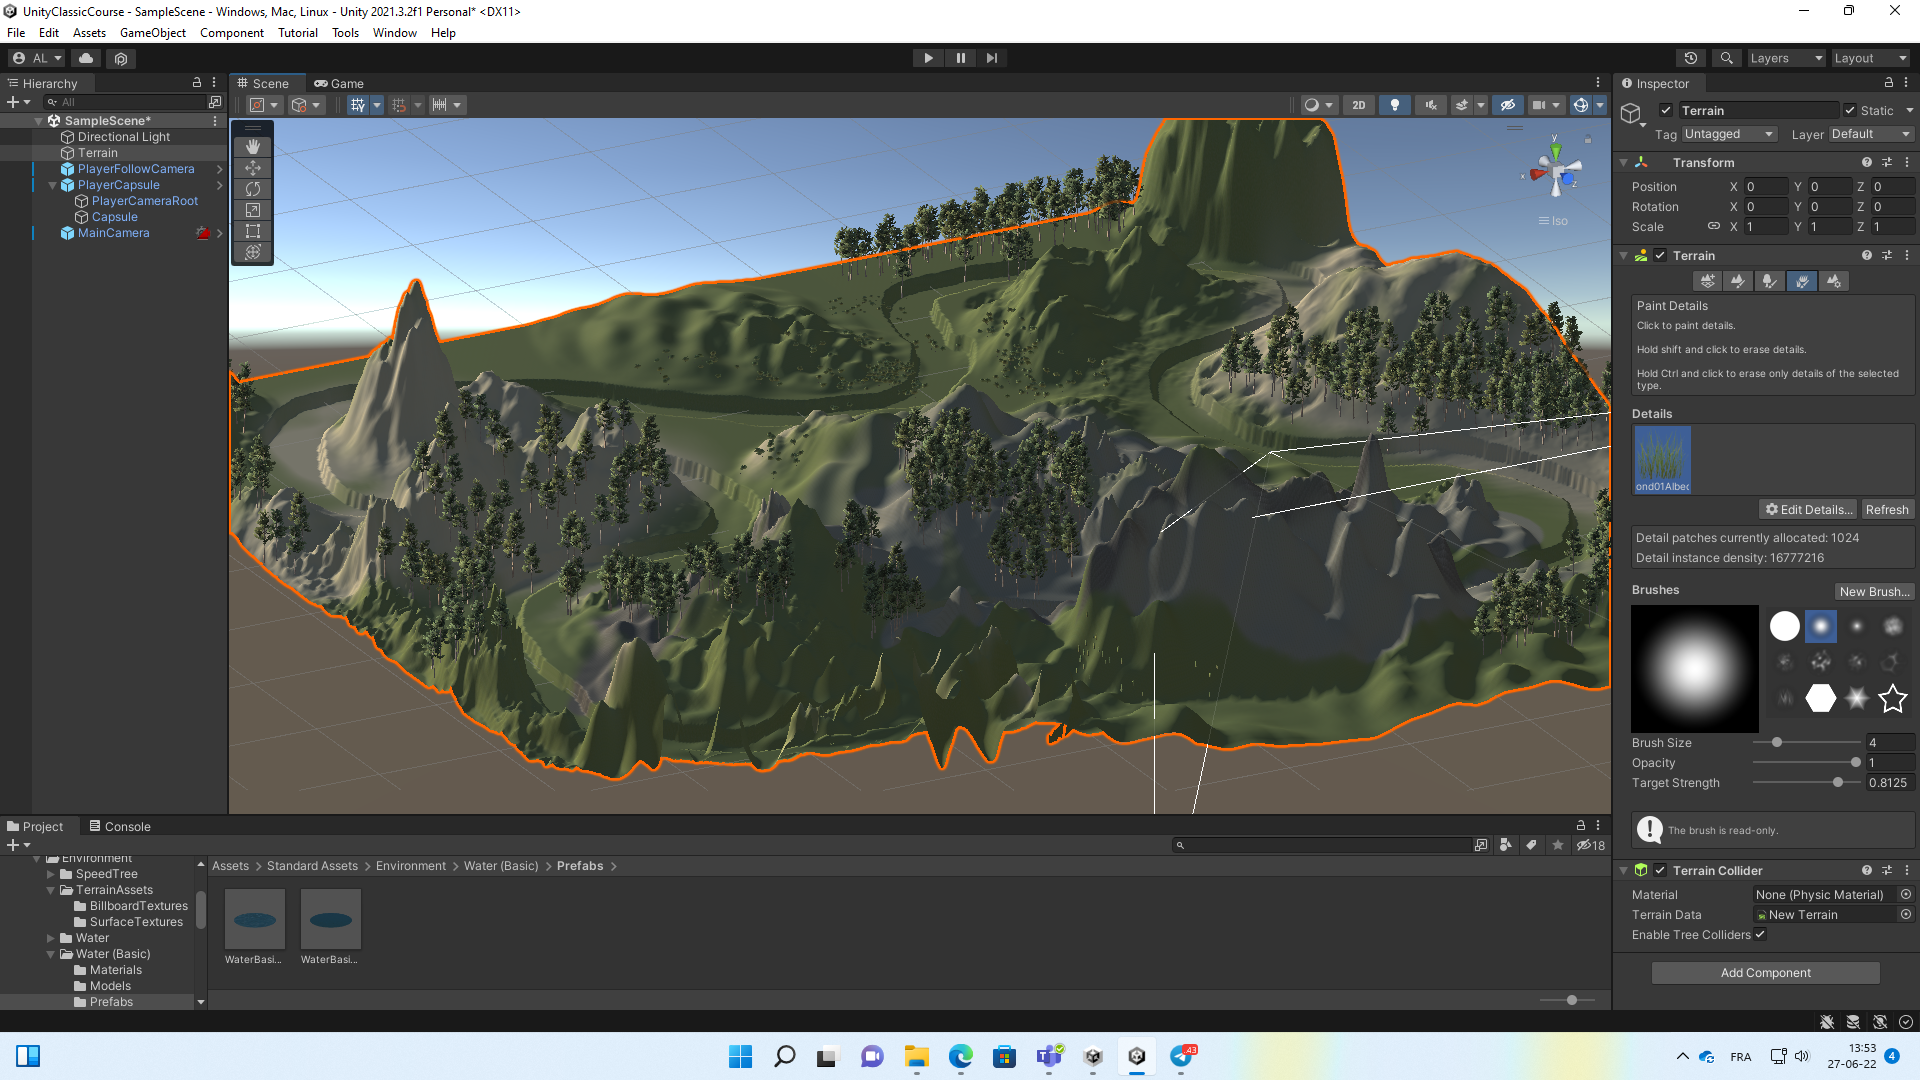 UnityClassicCourse - SampleScene - Windows, Mac, Linux - Unity 2021.3.2f1 Personal* <DX11>
File Edit Assets GameObject Component Tutorial Tools Window Help
AL
Layers Layout
Hierarchy
All
SampleScene*
Directional Light
Terrain
PlayerFollowCamera
PlayerCapsule
PlayerCameraRoot
Capsule
MainCamera
Scene Game
2D
y
x
z
Iso
Inspector
Terrain Static
Tag Untagged Layer Default
Transform
Position X 0 Y 0 Z 0
Rotation X 0 Y 0 Z 0
Scale X 1 Y 1 Z 1
Terrain
Paint Details
Click to paint details.
Hold shift and click to erase details.
Hold Ctrl and click to erase only details of the selected
type.
Details
ond01Albec
Edit Details... Refresh
Detail patches currently allocated: 1024
Detail instance density: 16777216
Brushes
New Brush...
Brush Size 4
Opacity 1
Target Strength 0.8125
The brush is read-only.
Terrain Collider
Material None (Physic Material)
Terrain Data New Terrain
Enable Tree Colliders
Add Component
Project Console
18
Environment
SpeedTree
TerrainAssets
BillboardTextures
SurfaceTextures
Water
Water (Basic)
Materials
Models
Prefabs
Assets > Standard Assets > Environment > Water (Basic) > Prefabs >
WaterBasi... WaterBasi...
43
FRA
13:53
27-06-22
4